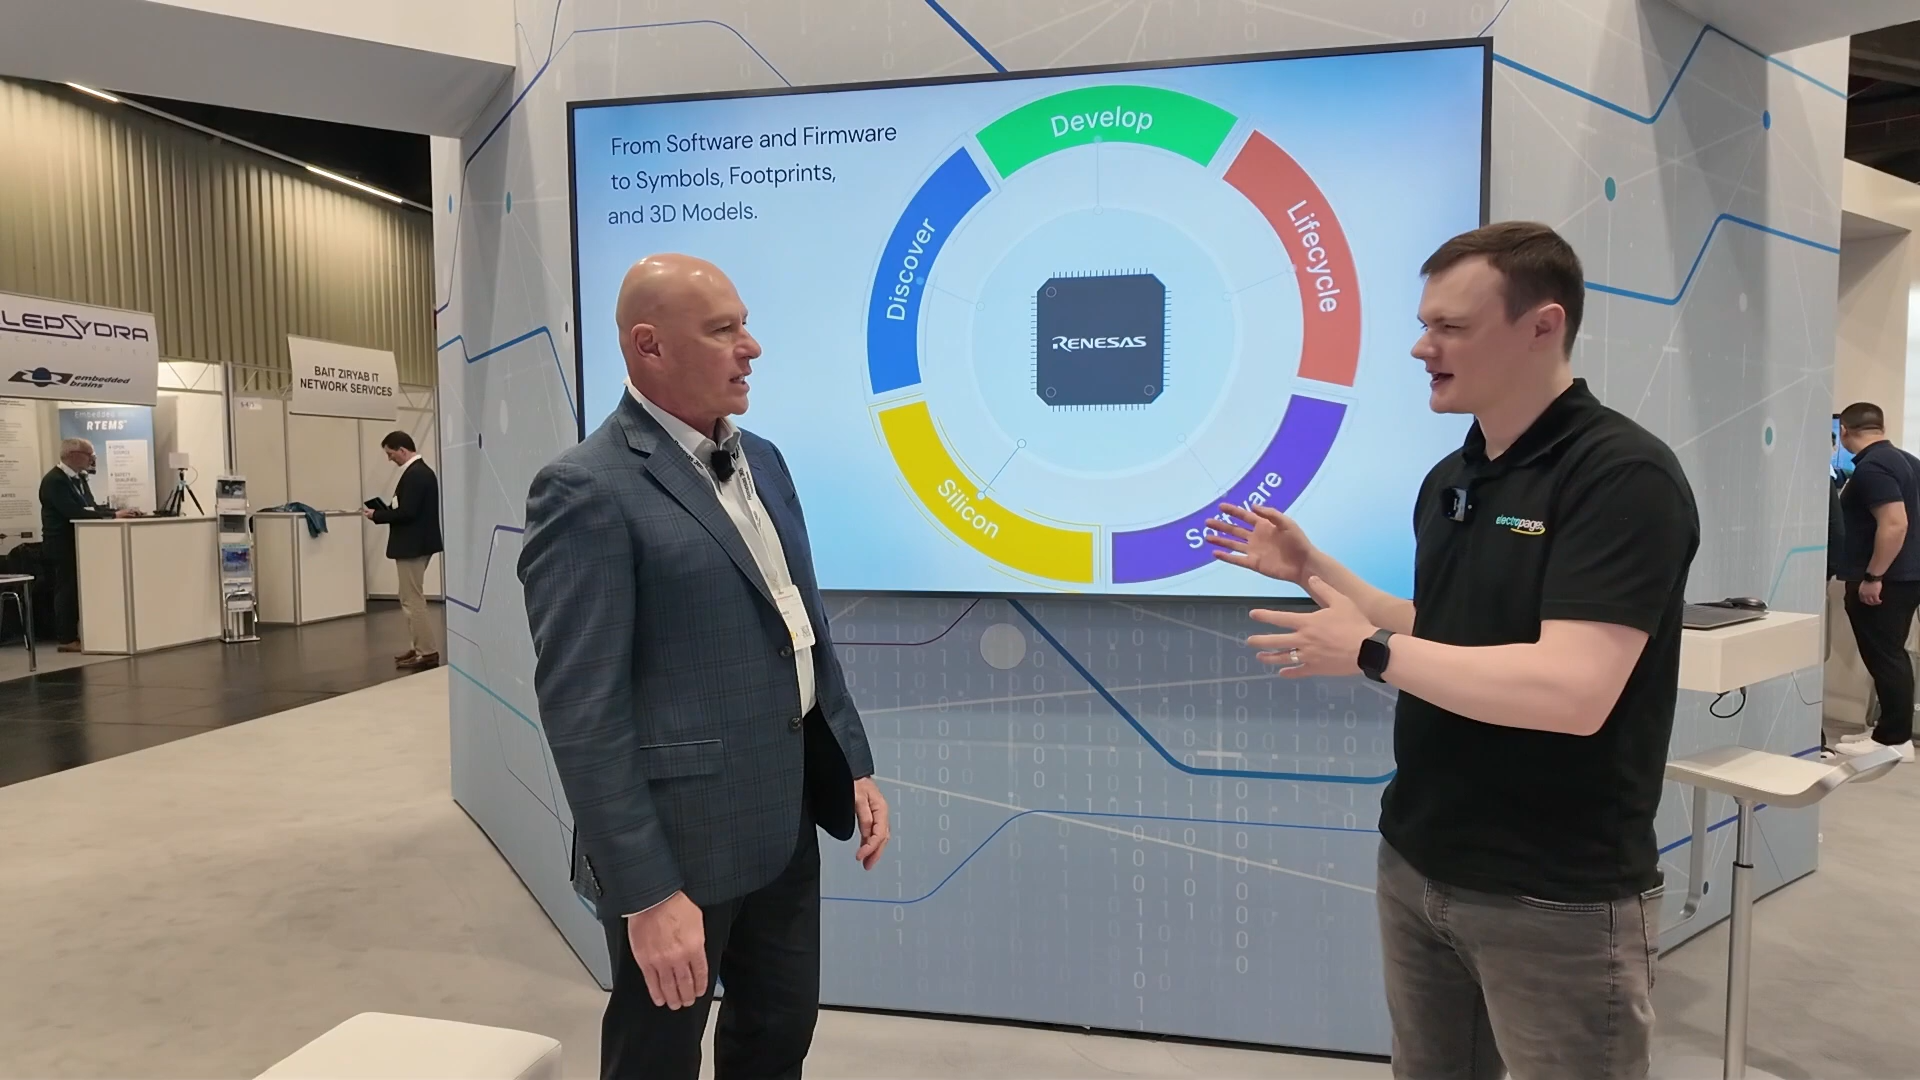 From Software and Firmware
to Symbols, Footprints,
and 3D Models.
Develop
Lifecycle
Discover
Silicon
Software
RENESAS
LEPSYDRA
embedded
brains
BAIT ZIRYAB IT
NETWORK SERVICES
RTEMS
electropages